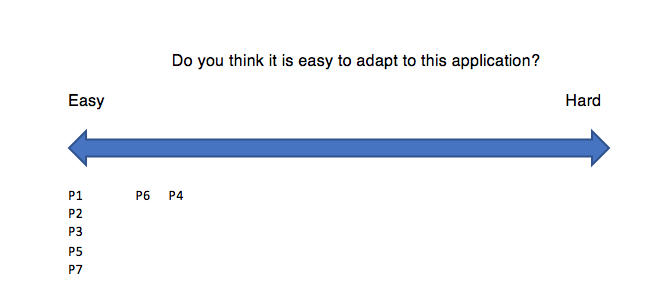 Do you think it is easy to adapt to this application?
Easy Hard
P1 P6 P4
P2
P3
P5
P7